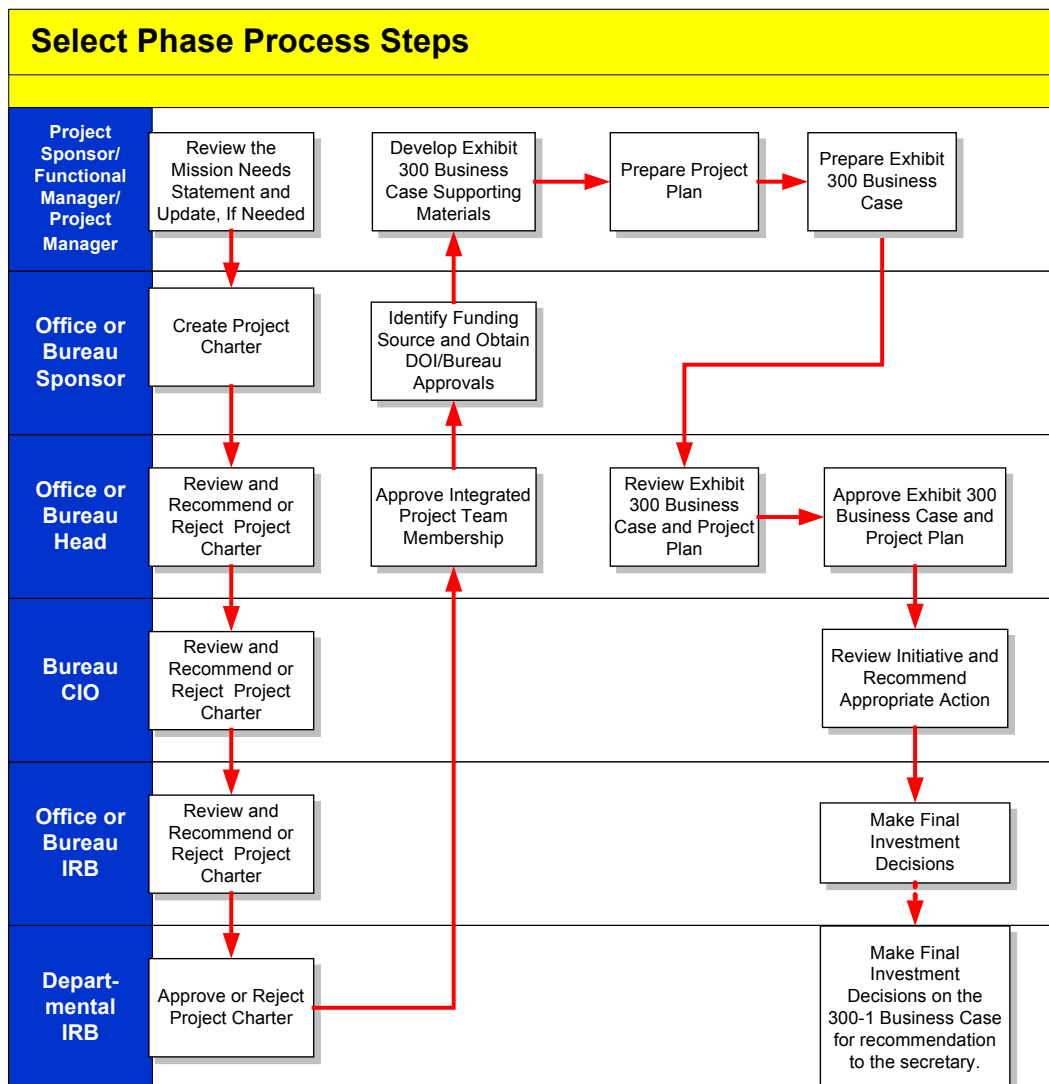 Select Phase Process Steps
Project
Sponsor/
Functional
Manager/
Project
Manager
Review the
Mission Needs
Statement and
Update, If Needed
Develop Exhibit
300 Business
Case Supporting
Materials
Prepare Project
Plan
Prepare Exhibit
300 Business
Case
Office or
Bureau
Sponsor
Create Project
Charter
Identify Funding
Source and Obtain
DOI/Bureau
Approvals
Office or
Bureau
Head
Review and
Recommend or
Reject Project
Charter
Approve Integrated
Project Team
Membership
Review Exhibit
300 Business
Case and Project
Plan
Approve Exhibit 300
Business Case and
Project Plan
Bureau
CIO
Review and
Recommend or
Reject Project
Charter
Review Initiative and
Recommend
Appropriate Action
Office or
Bureau
IRB
Review and
Recommend or
Reject Project
Charter
Make Final
Investment
Decisions
Depart-
mental
IRB
Approve or Reject
Project Charter
Make Final
Investment
Decisions on the
300-1 Business Case
for recommendation
to the secretary.